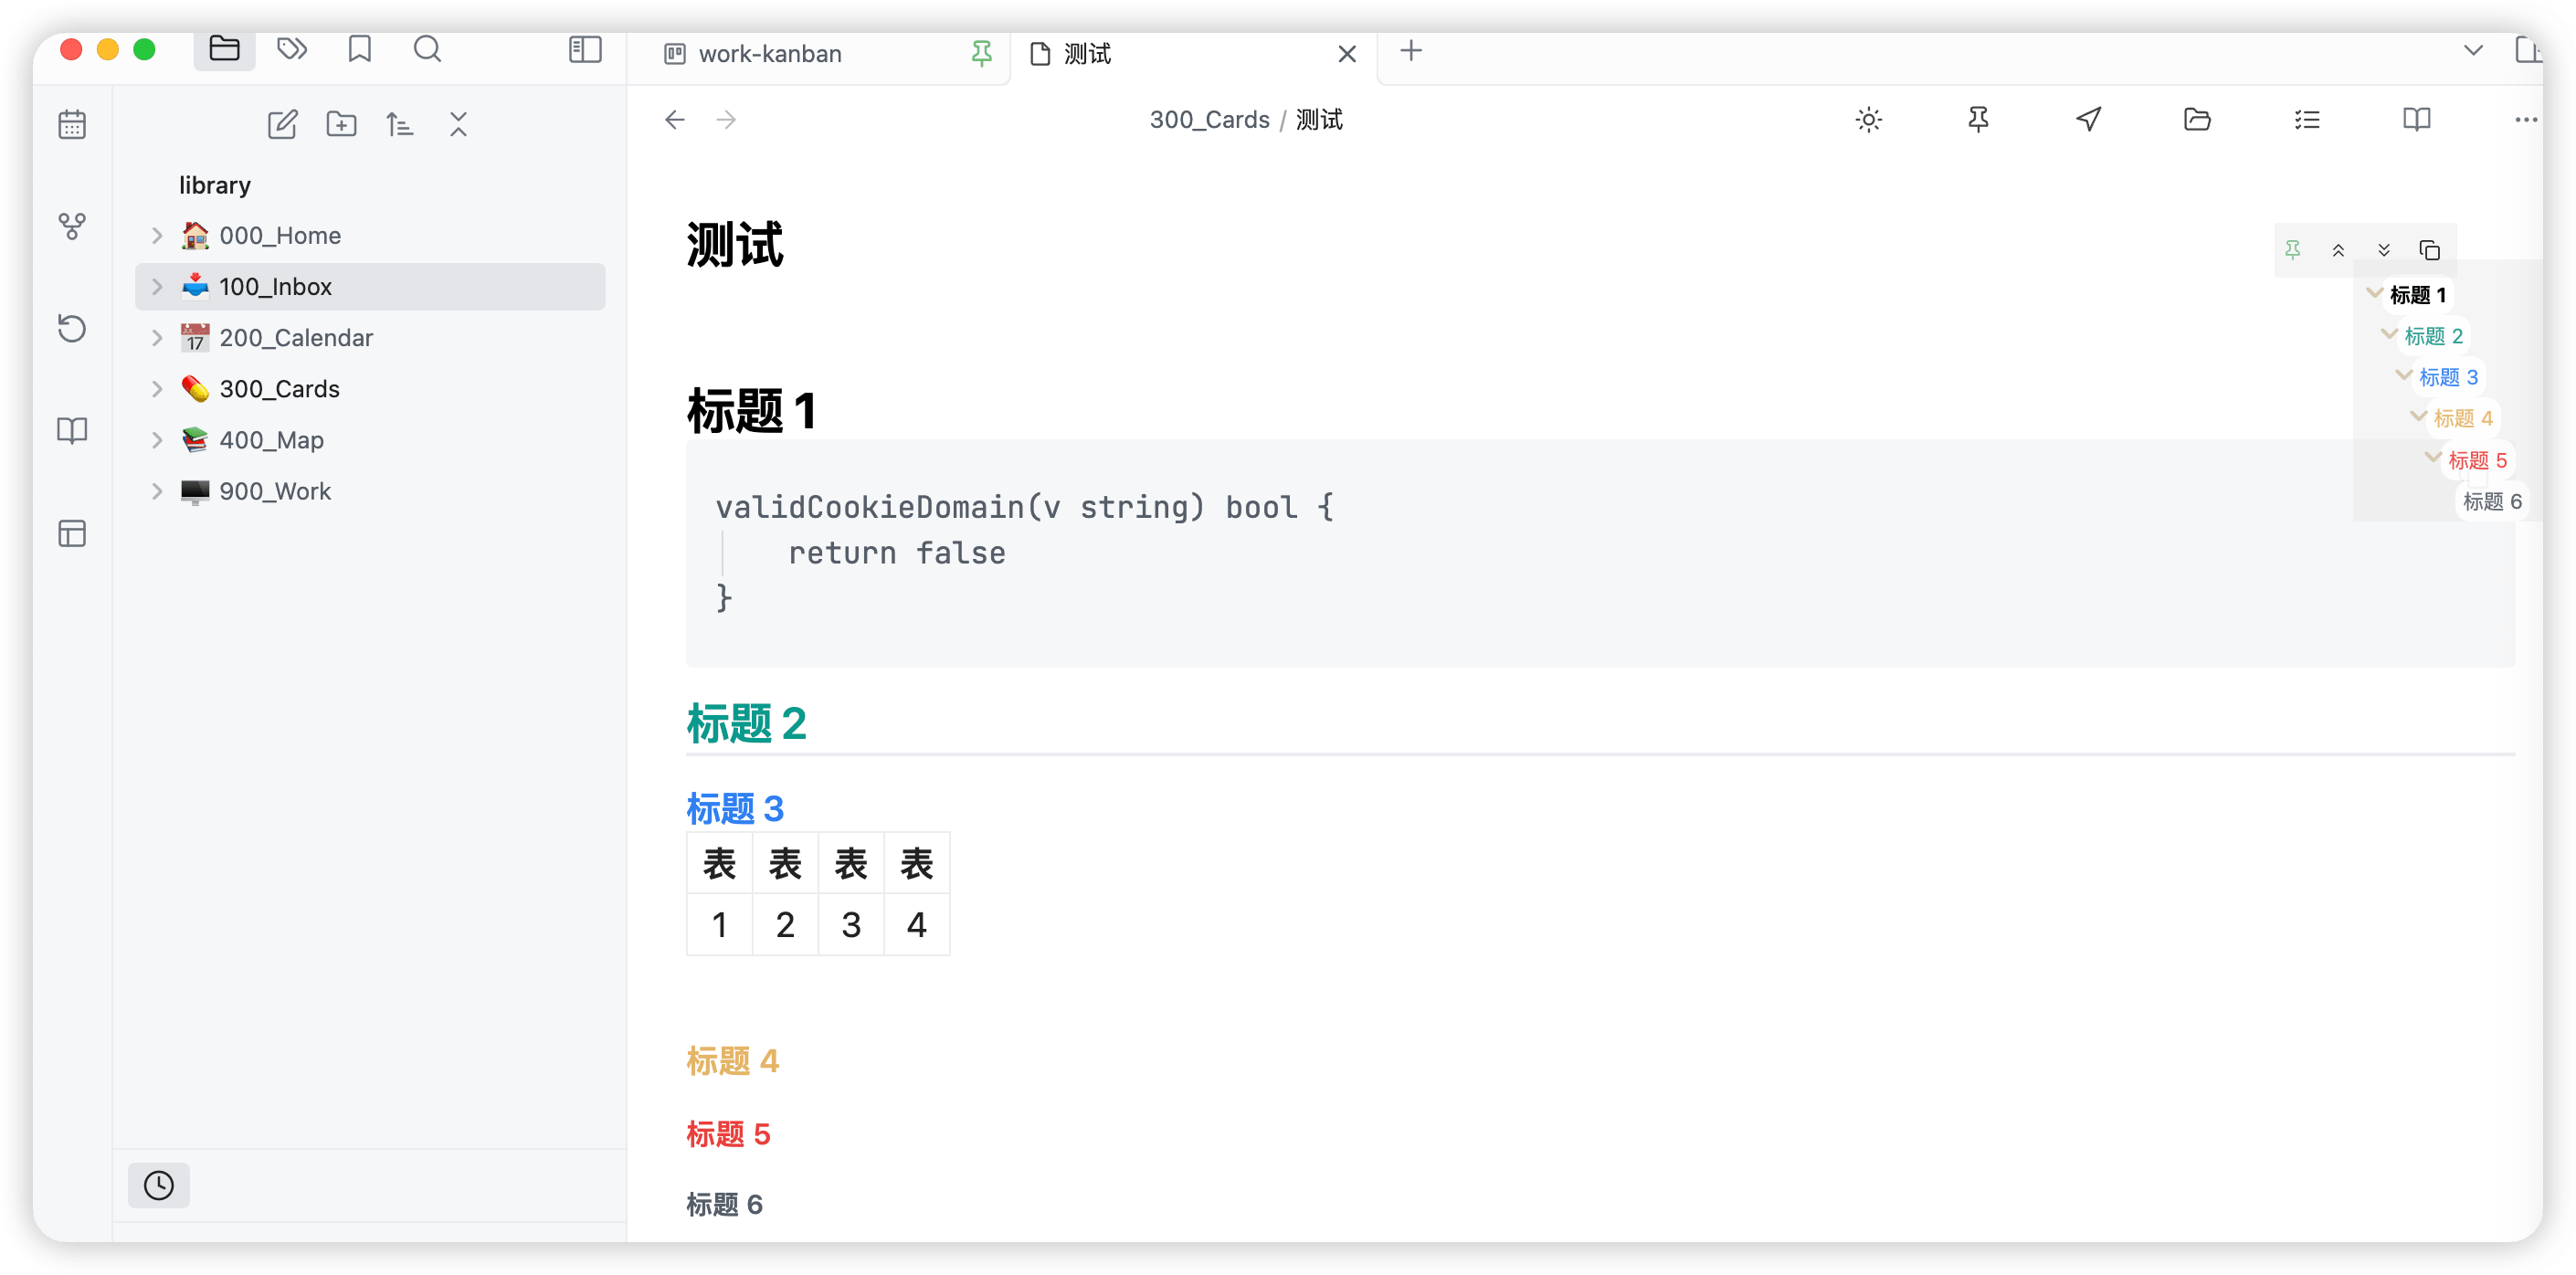 work-kanban
测试
300_Cards / 测试
library
000_Home
100_Inbox
200_Calendar
300_Cards
400_Map
900_Work
测试
标题 1
validCookieDomain(v string) bool {
return false
}
标题 2
标题 3
表 表 表 表
1 2 3 4
标题 4
标题 5
标题 6
标题 1
标题 2
标题 3
标题 4
标题 5
标题 6